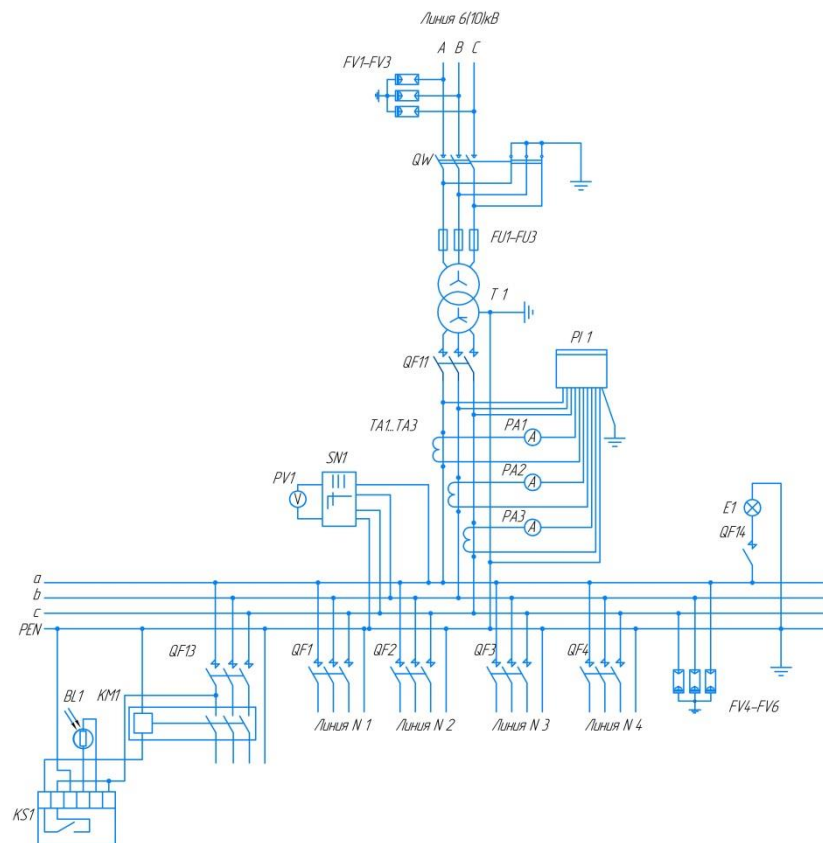 Линия 6(10)кВ
A B C
FV1-FV3
QW
FU1-FU3
T 1
PI 1
QF11
TA1...TA3
PA1
A
SN1
PV1
V
PA2
A
PA3
A
E1
QF14
a
b
c
PEN
QF13
QF1
QF2
QF3
QF4
BL1
KM1
Линия N 1
Линия N 2
Линия N 3
Линия N 4
FV4-FV6
KS1